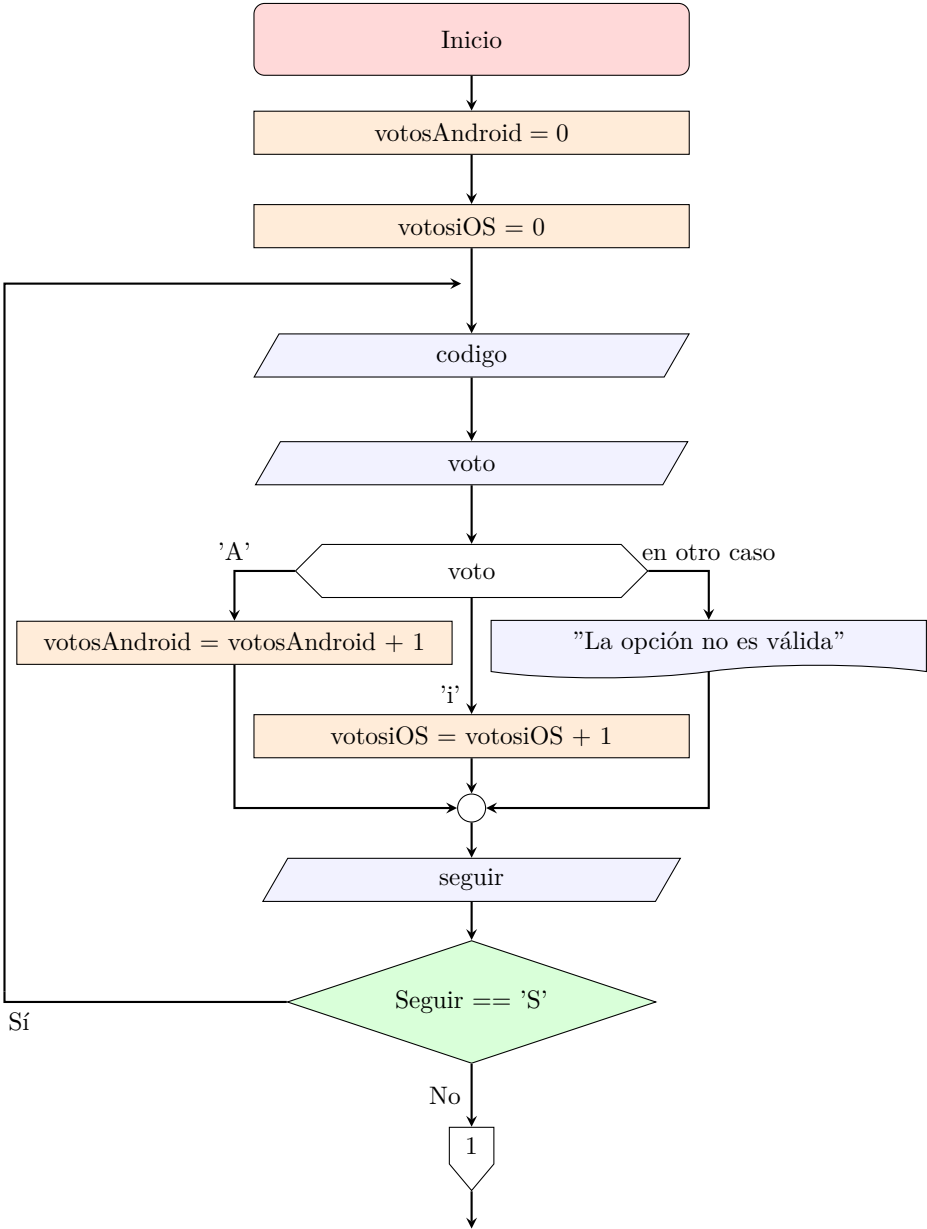 Inicio
votosAndroid = 0
votosiOS = 0
codigo
voto
'A'
voto
en otro caso
votosAndroid = votosAndroid + 1
"La opción no es válida"
'i'
votosiOS = votosiOS + 1
seguir
Seguir == 'S'
Sí
No
1